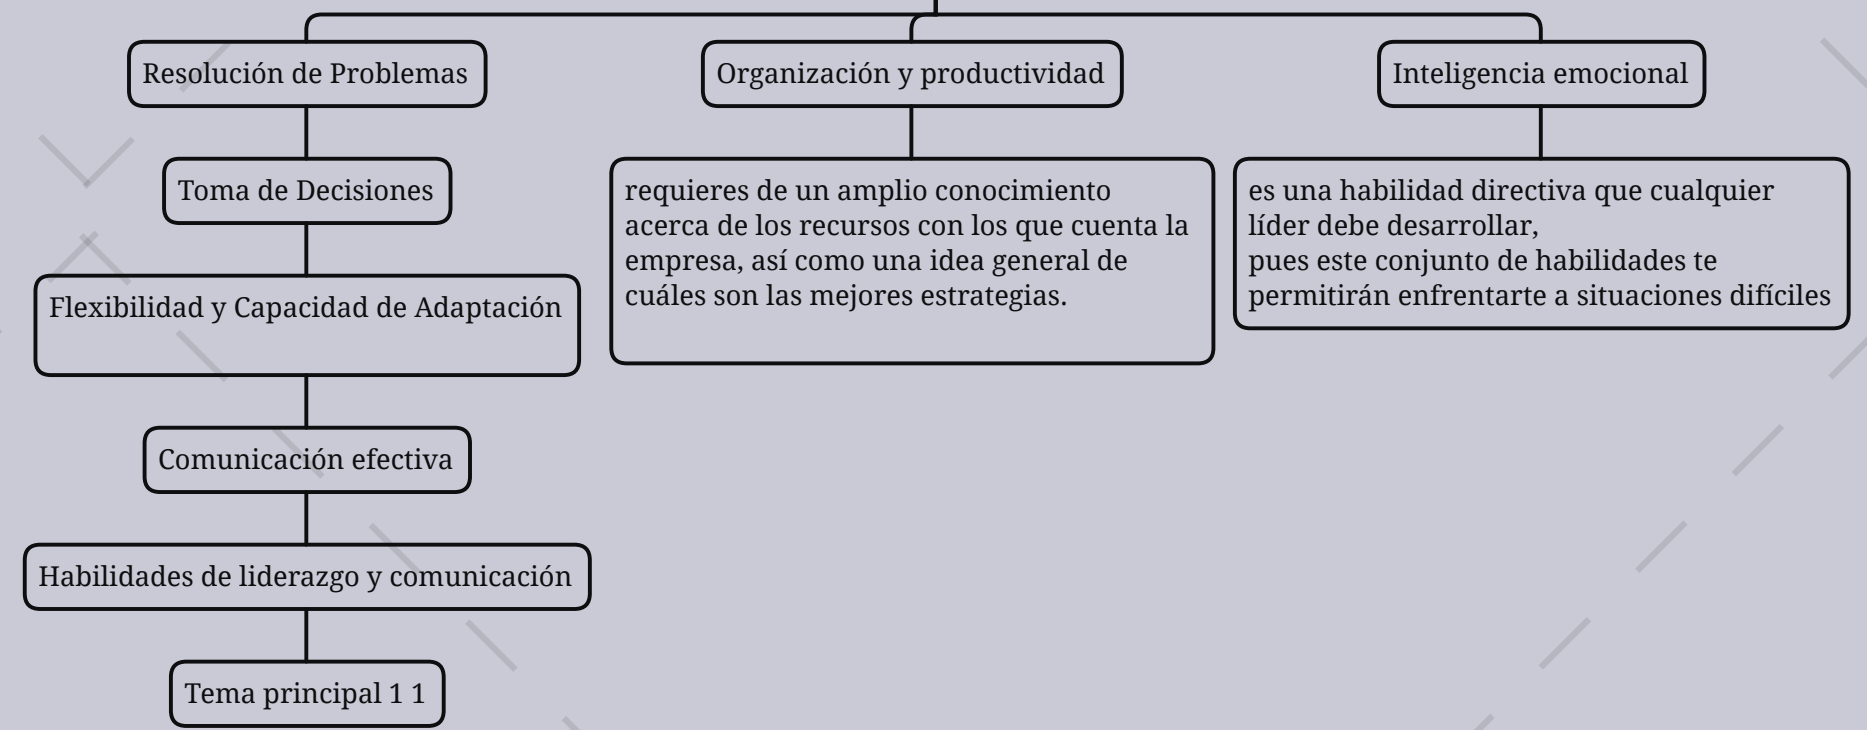 Resolución de Problemas
Organización y productividad
Inteligencia emocional
Toma de Decisiones
requieres de un amplio conocimiento
acerca de los recursos con los que cuenta la
empresa, así como una idea general de
cuáles son las mejores estrategias.
es una habilidad directiva que cualquier
líder debe desarrollar,
pues este conjunto de habilidades te
permitirán enfrentarte a situaciones difíciles
Flexibilidad y Capacidad de Adaptación
Comunicación efectiva
Habilidades de liderazgo y comunicación
Tema principal 1 1